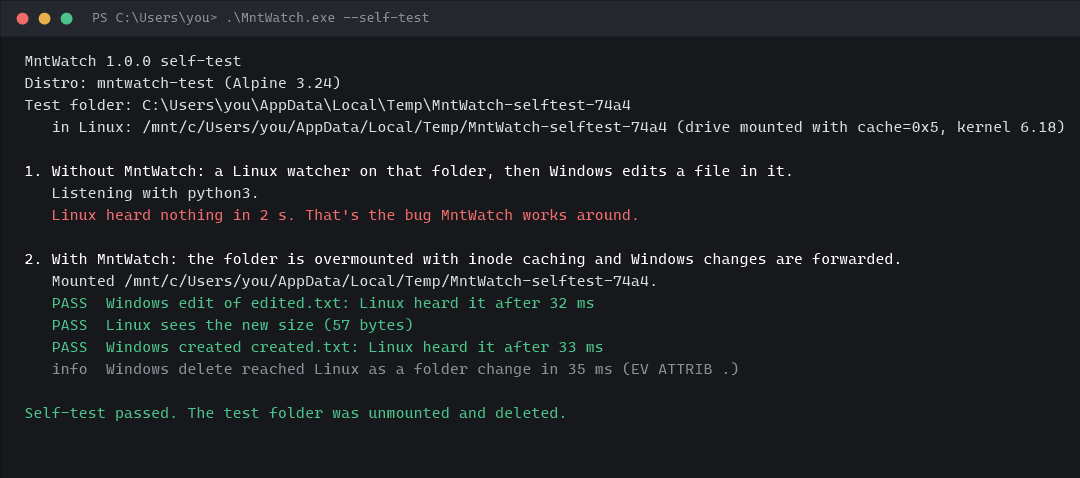 PS C:\Users\you> .\MntWatch.exe --self-test
MntWatch 1.0.0 self-test
Distro: mntwatch-test (Alpine 3.24)
Test folder: C:\Users\you\AppData\Local\Temp\MntWatch-selftest-74a4
in Linux: /mnt/c/Users/you/AppData/Local/Temp/MntWatch-selftest-74a4 (drive mounted with cache=0x5, kernel 6.18)
1. Without MntWatch: a Linux watcher on that folder, then Windows edits a file in it.
Listening with python3.
Linux heard nothing in 2 s. That's the bug MntWatch works around.
2. With MntWatch: the folder is overmounted with inode caching and Windows changes are forwarded.
Mounted /mnt/c/Users/you/AppData/Local/Temp/MntWatch-selftest-74a4.
PASS  Windows edit of edited.txt: Linux heard it after 32 ms
PASS  Linux sees the new size (57 bytes)
PASS  Windows created created.txt: Linux heard it after 33 ms
info  Windows delete reached Linux as a folder change in 35 ms (EV ATTRIB .)
Self-test passed. The test folder was unmounted and deleted.